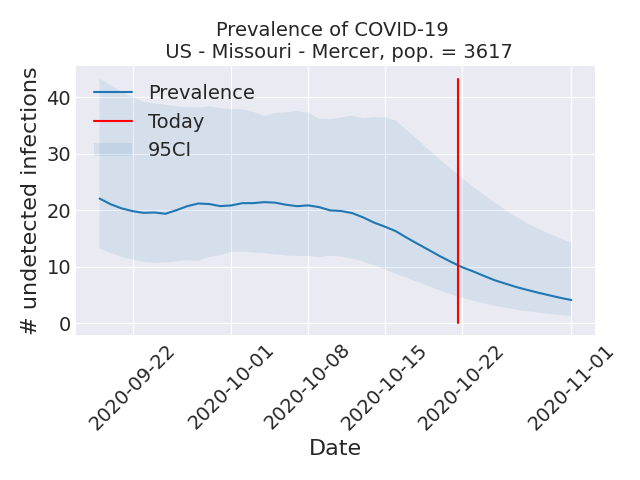 Prevalence of COVID-19
US - Missouri - Mercer, pop. = 3617
# undetected infections
40
30
20
10
0
Prevalence
Today
95CI
2020-09-22
2020-10-01
2020-10-08
2020-10-15
2020-10-22
2020-11-01
Date